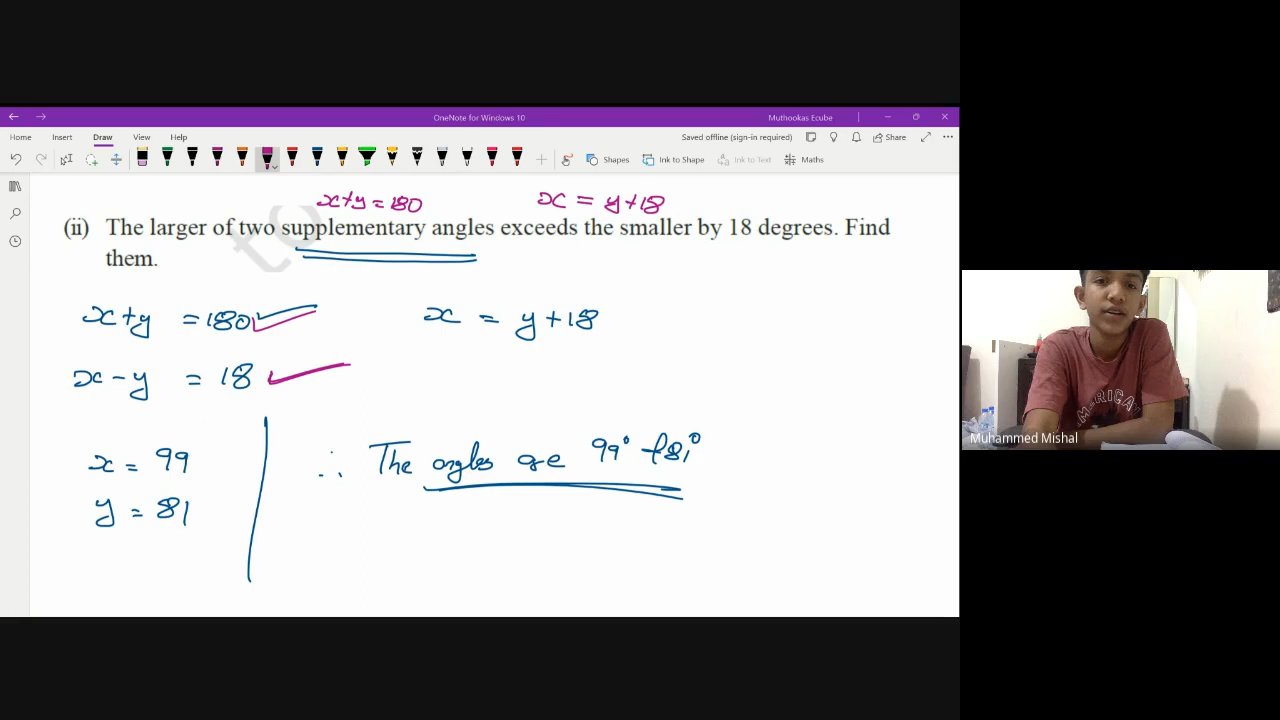 OneNote for Windows 10
Muthookas Ecube
Home Insert Draw View Help
Saved offline (sign-in required)
Share
Shapes
Ink to Shape
Ink to Text
Maths
x+y = 180
x = y+18
(ii) The larger of two supplementary angles exceeds the smaller by 18 degrees. Find
them.
to
x+y = 180
x = y+18
x-y = 18
x = 99
∴ The angles are 99° & 81°
y = 81
AMERICAN
Muhammed Mishal